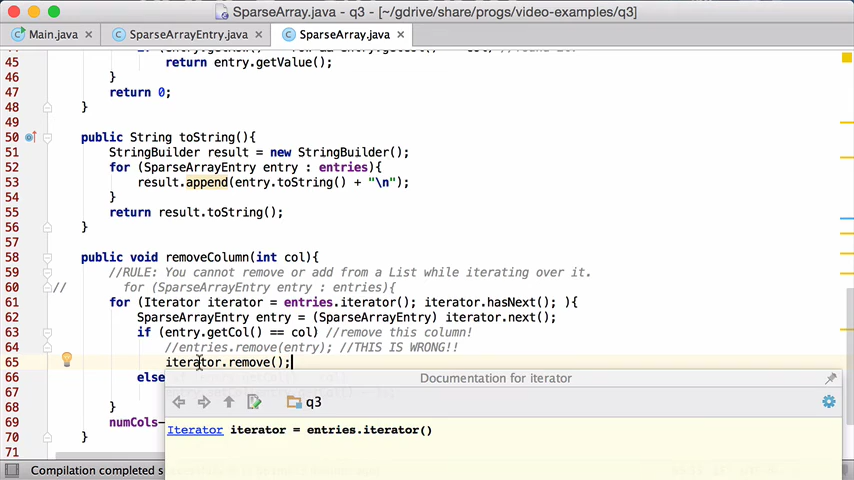 SparseArray.java - q3 - [~/gdrive/share/progs/video-examples/q3]
Main.java SparseArrayEntry.java SparseArray.java
45 return entry.getValue();
46 }
47 return 0;
48 }
49
50 public String toString(){
51 StringBuilder result = new StringBuilder();
52 for (SparseArrayEntry entry : entries){
53 result.append(entry.toString() + "\n");
54 }
55 return result.toString();
56 }
57
58 public void removeColumn(int col){
59 //RULE: You cannot remove or add from a List while iterating over it.
60 // for (SparseArrayEntry entry : entries){
61 for (Iterator iterator = entries.iterator(); iterator.hasNext(); ){
62 SparseArrayEntry entry = (SparseArrayEntry) iterator.next();
63 if (entry.getCol() == col) //remove this column!
64 //entries.remove(entry); //THIS IS WRONG!!
65 iterator.remove();
66 else
67
68 }
69 numCols-
70 }
71
Documentation for iterator
q3
Iterator iterator = entries.iterator()
Compilation completed